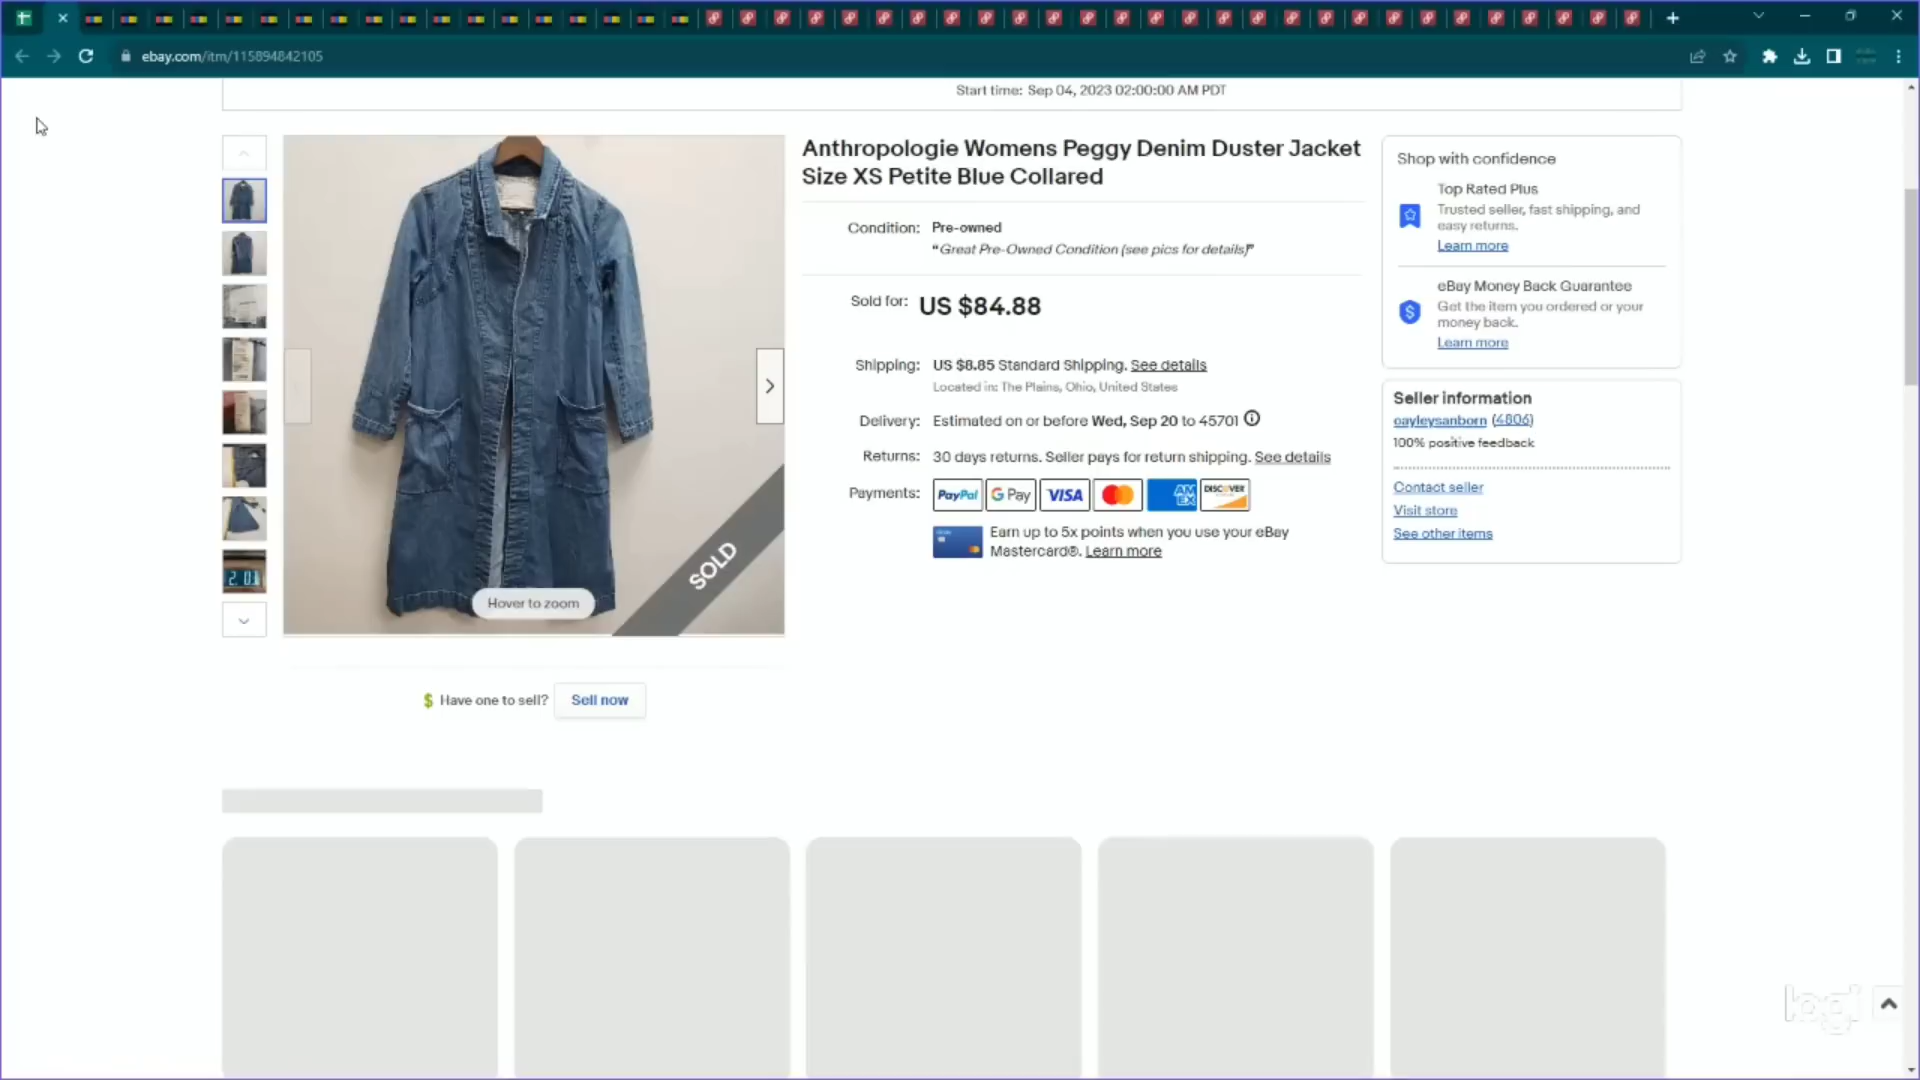 ebay.com/itm/115894842105
Start time: Sep 04, 2023 02:00:00 AM PDT
Anthropologie Womens Peggy Denim Duster Jacket
Size XS Petite Blue Collared
Condition: Pre-owned
"Great Pre-Owned Condition (see pics for details)"
Sold for: US $84.88
Shipping: US $8.85 Standard Shipping. See details
Located in: The Plains, Ohio, United States
Delivery: Estimated on or before Wed, Sep 20 to 45701
Returns: 30 days returns. Seller pays for return shipping. See details
Payments: PayPal G Pay VISA AM EX DISCOVER
Earn up to 5x points when you use your eBay
Mastercard®. Learn more
Shop with confidence
Top Rated Plus
Trusted seller, fast shipping, and
easy returns.
Learn more
eBay Money Back Guarantee
Get the item you ordered or your
money back.
Learn more
Seller information
cayleysanborn (4806)
100% positive feedback
Contact seller
Visit store
See other items
SOLD
Hover to zoom
2.01
$ Have one to sell? Sell now
logi